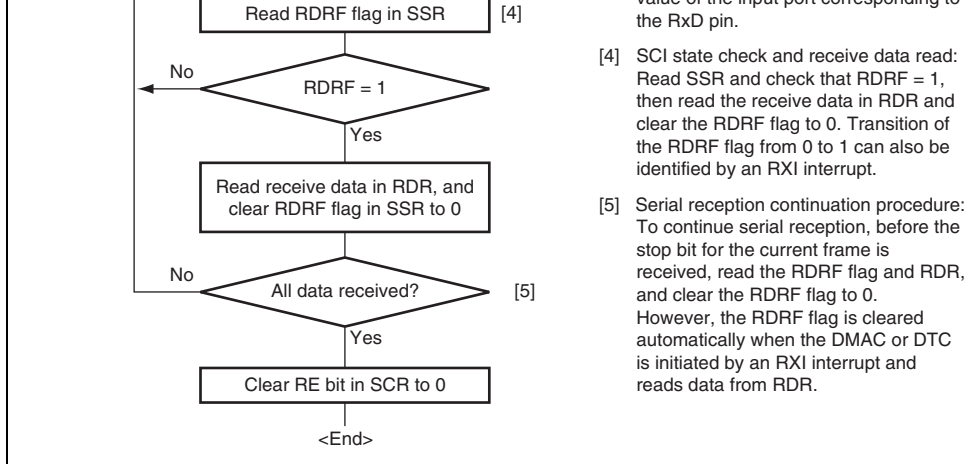 Read RDRF flag in SSR
[4]
No
RDRF = 1
Yes
Read receive data in RDR, and
clear RDRF flag in SSR to 0
No
All data received?
[5]
Yes
Clear RE bit in SCR to 0
<End>
value of the input port corresponding to
the RxD pin.
[4] SCI state check and receive data read:
Read SSR and check that RDRF = 1,
then read the receive data in RDR and
clear the RDRF flag to 0. Transition of
the RDRF flag from 0 to 1 can also be
identified by an RXI interrupt.
[5] Serial reception continuation procedure:
To continue serial reception, before the
stop bit for the current frame is
received, read the RDRF flag and RDR,
and clear the RDRF flag to 0.
However, the RDRF flag is cleared
automatically when the DMAC or DTC
is initiated by an RXI interrupt and
reads data from RDR.